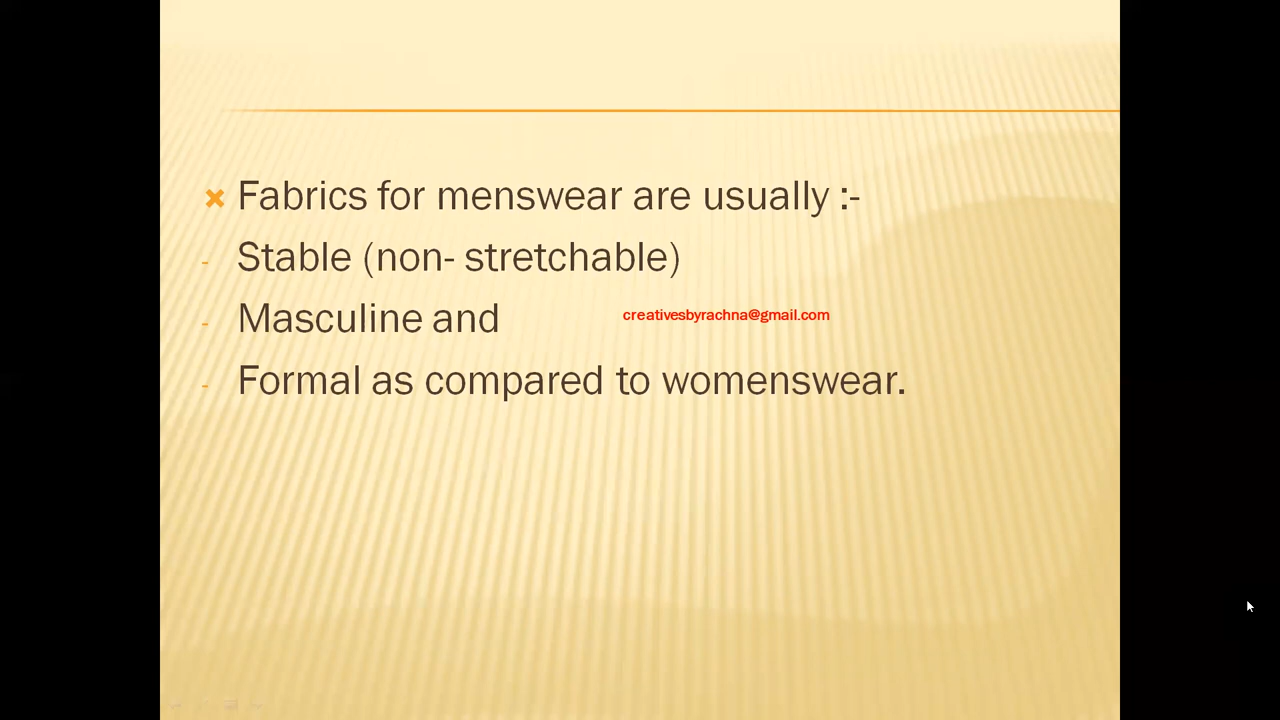 Fabrics for menswear are usually :-
- Stable (non- stretchable)
- Masculine and
creativesbyrachna@gmail.com
- Formal as compared to womenswear.